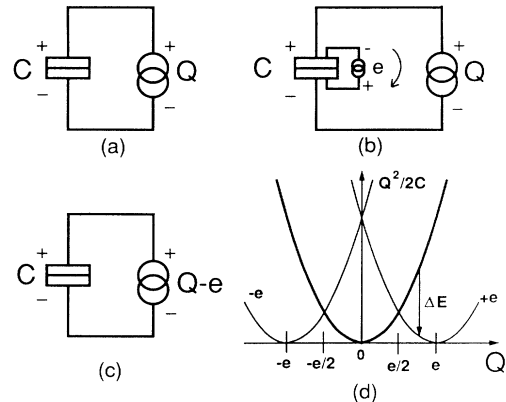 + +
C Q
− −
(a)
+ - +
C e Q
− + −
(b)
+ +
C Q-e
− −
(c)
Q²/2C
-e ΔE +e
-e -e/2 0 e/2 e Q
(d)